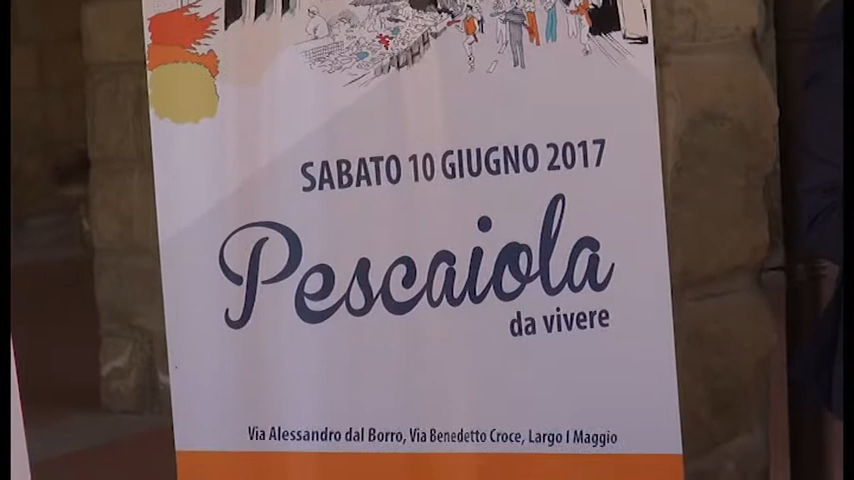 SABATO 10 GIUGNO 2017
Pescaiola
da vivere
Via Alessandro dal Borro, Via Benedetto Croce, Largo I Maggio